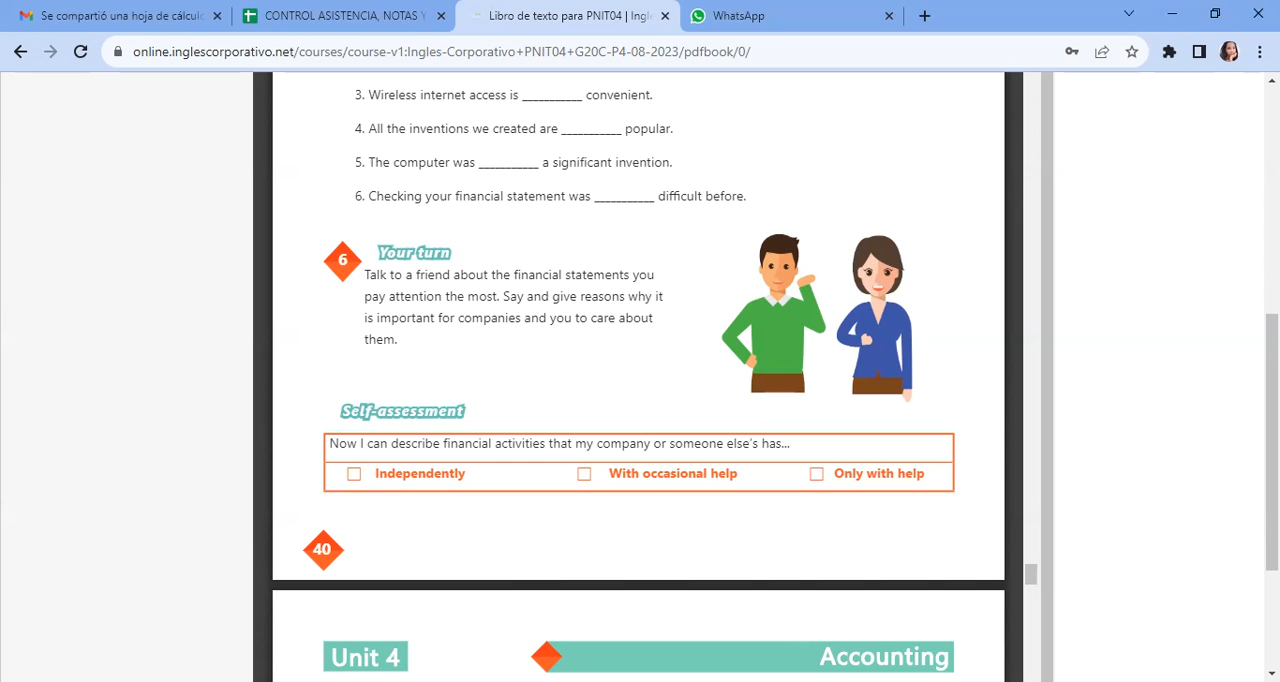 Se compartió una hoja de cálcul
CONTROL ASISTENCIA, NOTAS Y
Libro de texto para PNIT04 | Ingl
WhatsApp
online.inglescorporativo.net/courses/course-v1:Ingles-Corporativo+PNIT04+G20C-P4-08-2023/pdfbook/0/
3. Wireless internet access is ___________ convenient.
4. All the inventions we created are ___________ popular.
5. The computer was ___________ a significant invention.
6. Checking your financial statement was ___________ difficult before.
6
Your turn
Talk to a friend about the financial statements you
pay attention the most. Say and give reasons why it
is important for companies and you to care about
them.
Self-assessment
Now I can describe financial activities that my company or someone else's has...
Independently With occasional help Only with help
40
Unit 4 Accounting